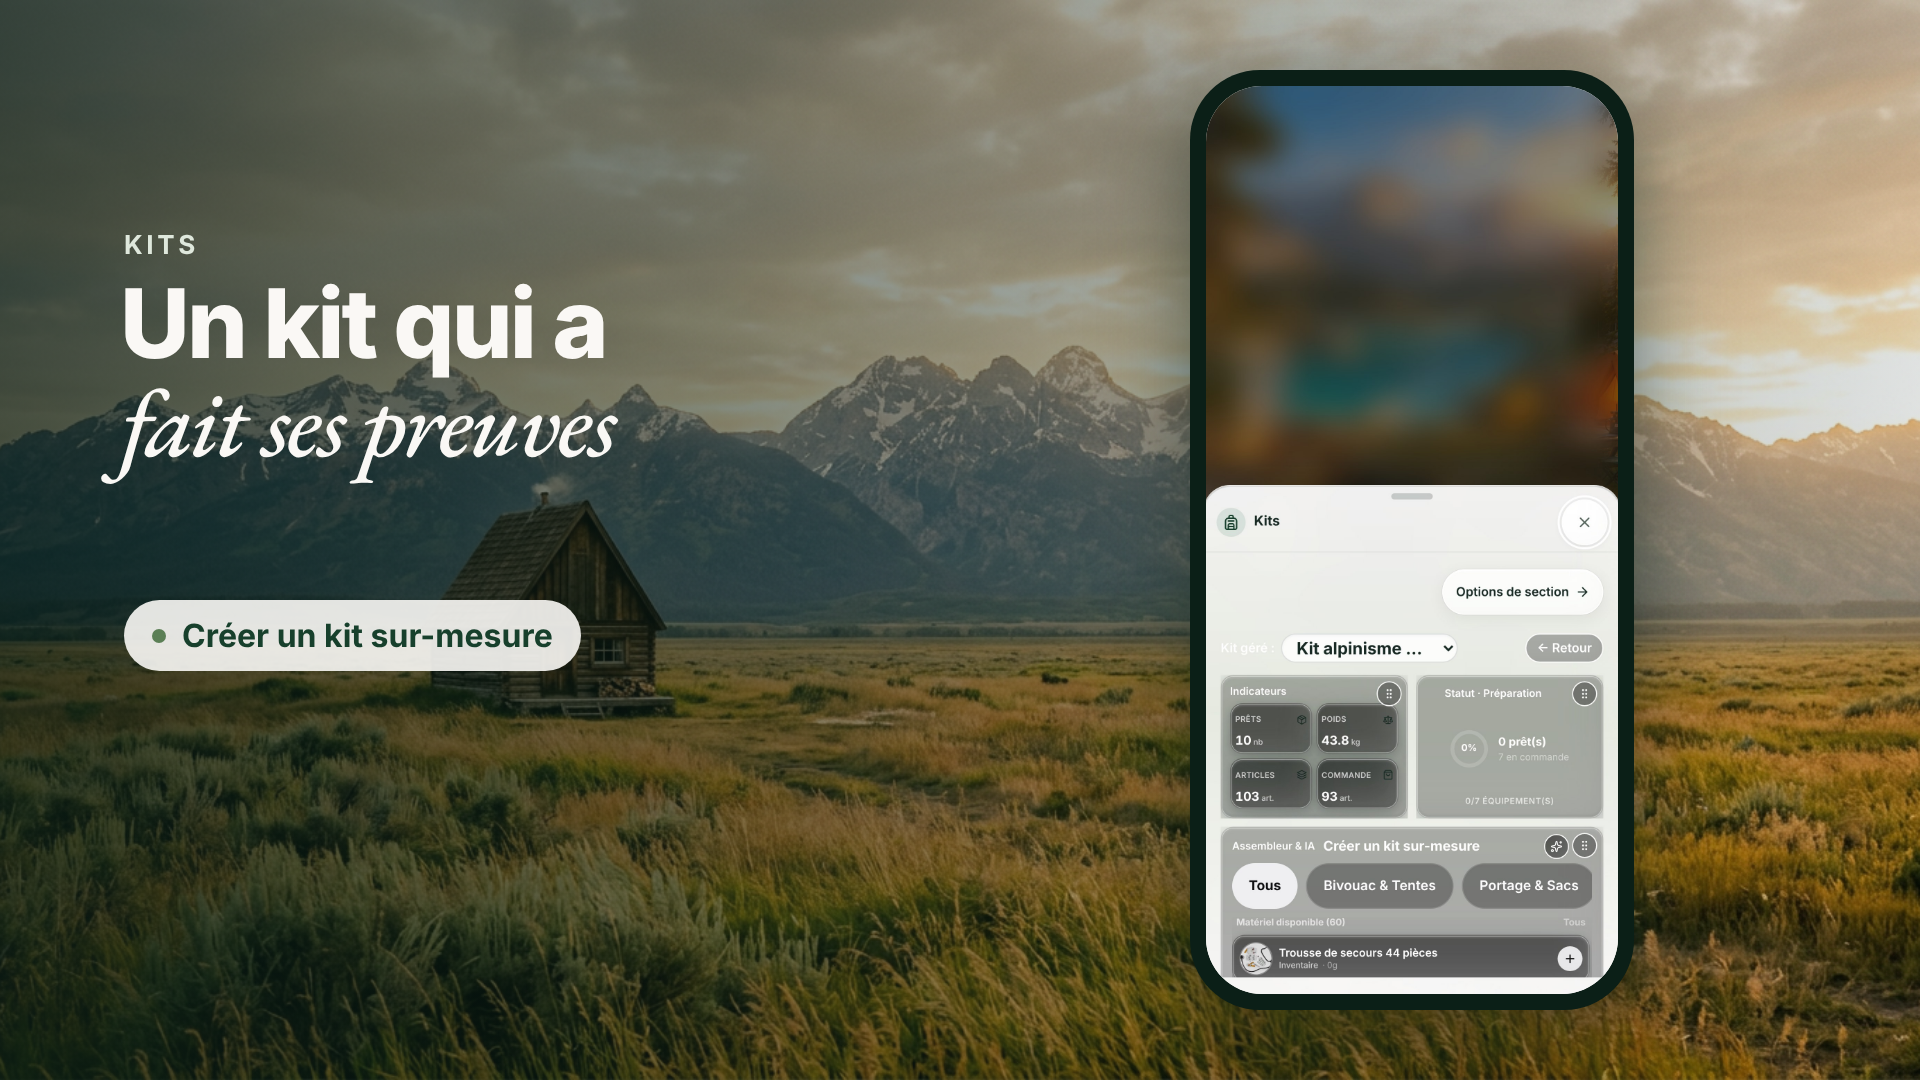 KITS
Un kit qui a
fait ses preuves
Créer un kit sur-mesure
Kits
Options de section →
Kit géré :
Kit alpinisme ...
← Retour
Indicateurs
PRÊTS
10 nb
POIDS
43.8 kg
ARTICLES
103 art.
COMMANDE
93 art.
Statut · Préparation
0%
0 prêt(s)
7 en commande
0/7 ÉQUIPEMENT(S)
Assembleur & IA Créer un kit sur-mesure
Tous
Bivouac & Tentes
Portage & Sacs
Matériel disponible (60)
Tous
Trousse de secours 44 pièces
Inventaire · 0g